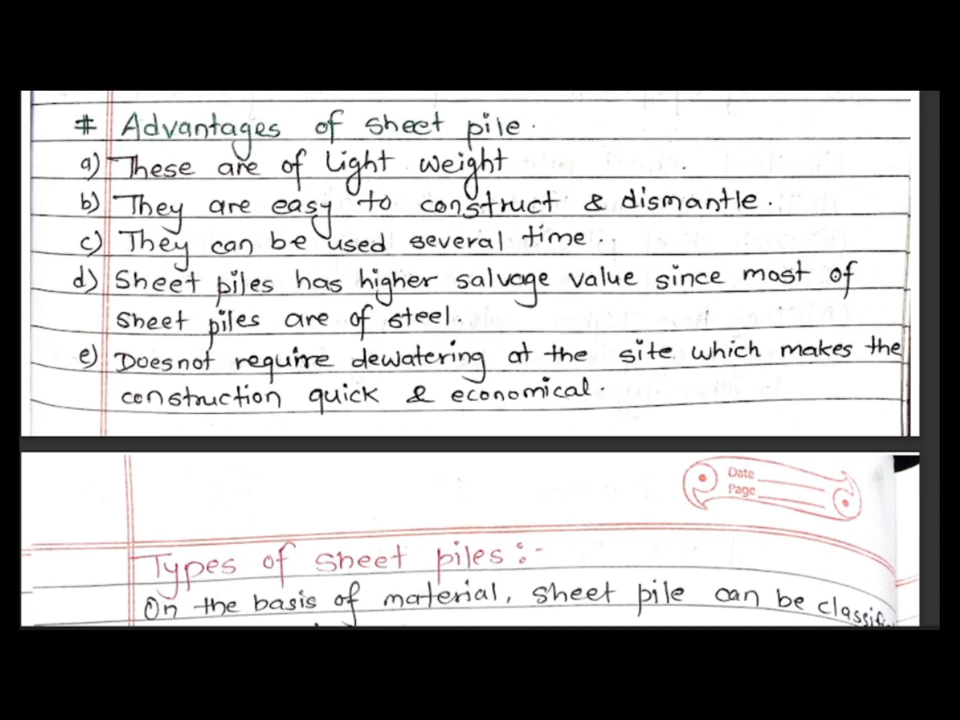 # Advantages of sheet pile.
a) These are of light weight
b) They are easy to construct & dismantle.
c) They can be used several time
d) Sheet piles has higher salvage value since most of
sheet piles are of steel.
e) Doesnot require dewatering at the site which makes the
construction quick & economical.
Date
Page
Types of sheet piles:-
On the basis of material, sheet pile can be